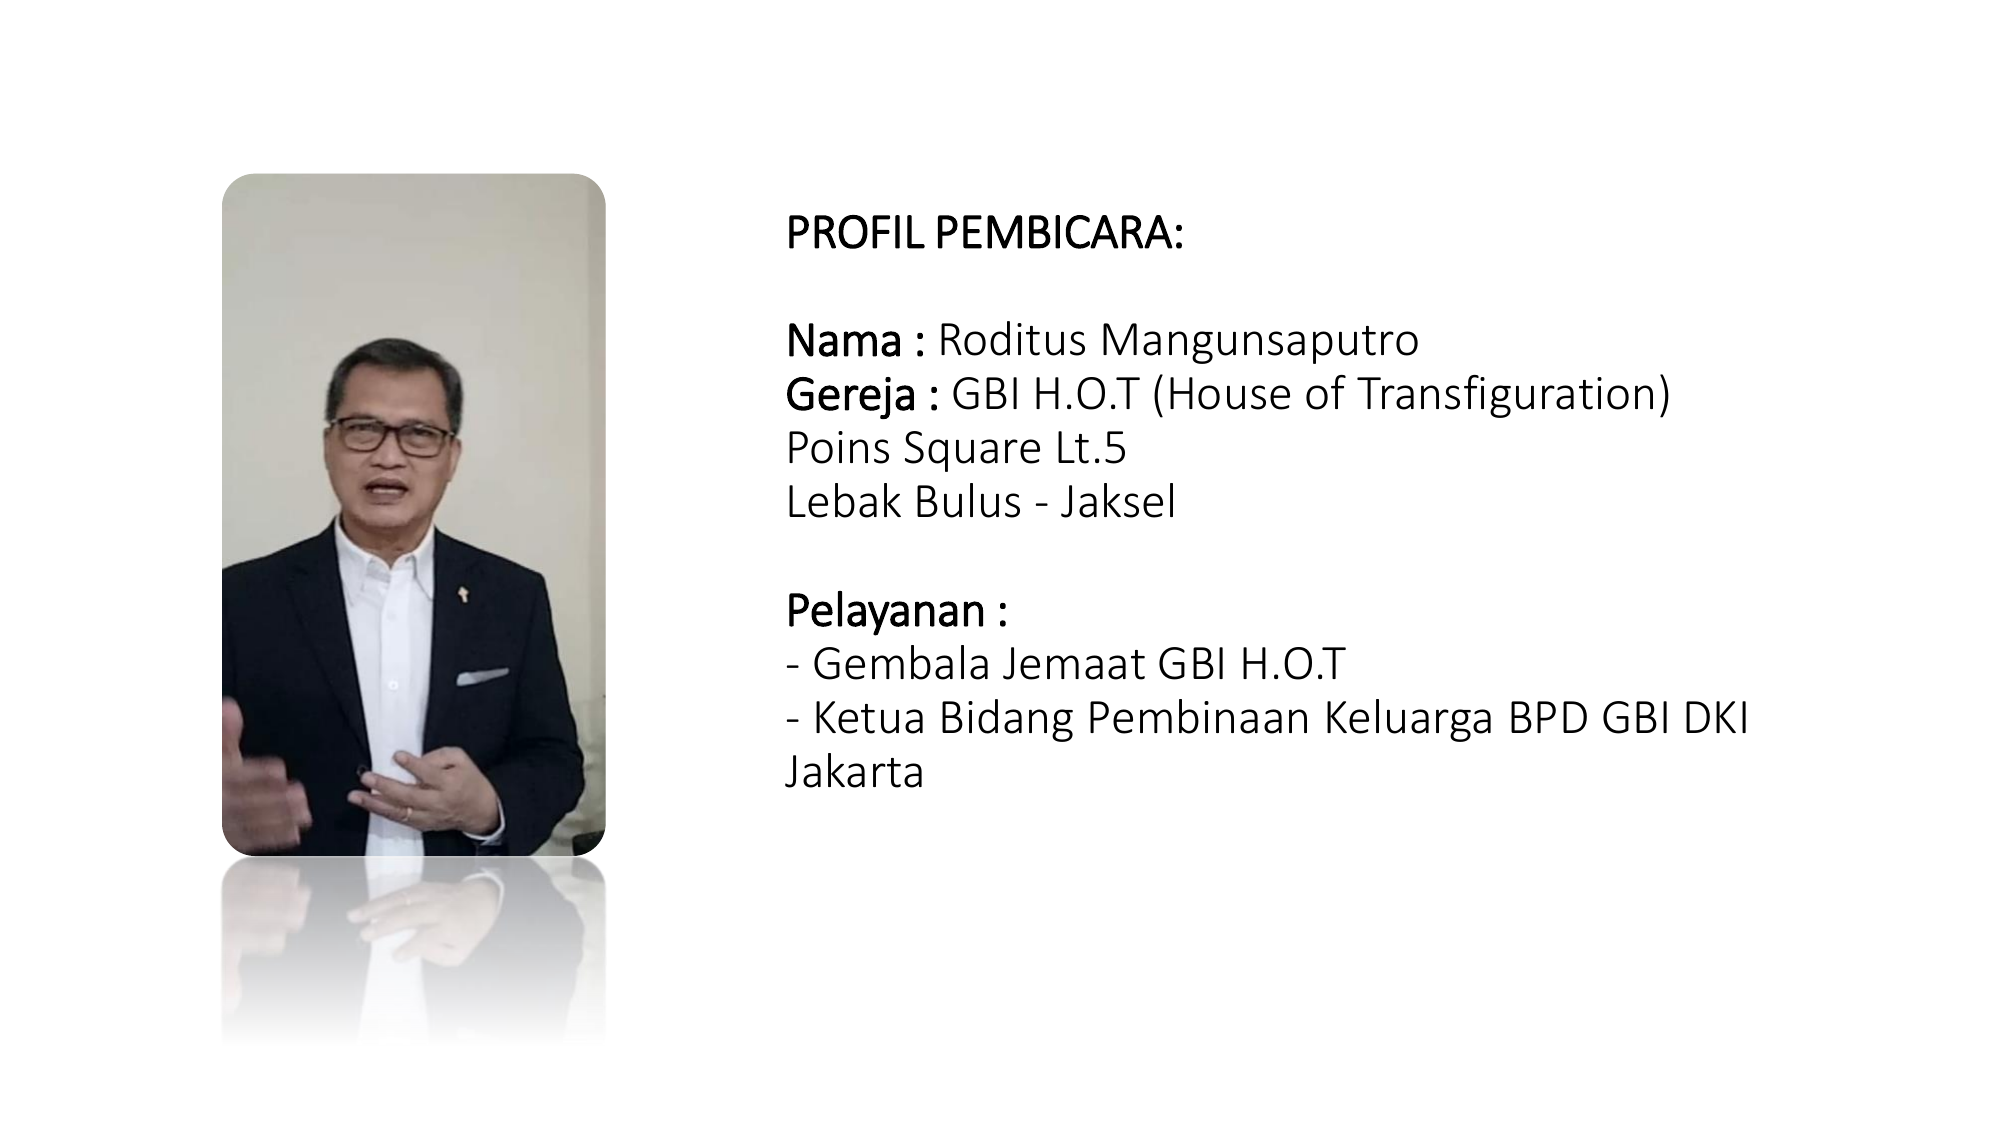 PROFIL PEMBICARA:
Nama : Roditus Mangunsaputro
Gereja : GBI H.O.T (House of Transfiguration)
Poins Square Lt.5
Lebak Bulus - Jaksel
Pelayanan :
- Gembala Jemaat GBI H.O.T
- Ketua Bidang Pembinaan Keluarga BPD GBI DKI
Jakarta